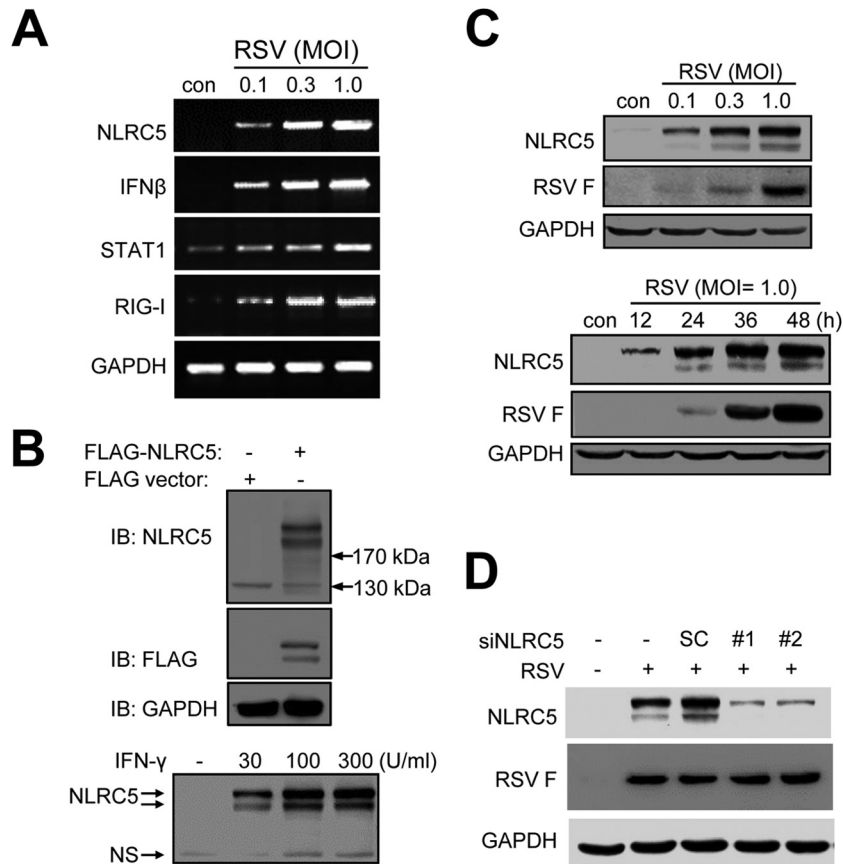 A
RSV (MOI)
con 0.1 0.3 1.0
NLRC5
IFNβ
STAT1
RIG-I
GAPDH
B
FLAG-NLRC5: - +
FLAG vector: + -
IB: NLRC5
170 kDa
130 kDa
IB: FLAG
IB: GAPDH
IFN-γ - 30 100 300 (U/ml)
NLRC5
NS
C
RSV (MOI)
con 0.1 0.3 1.0
NLRC5
RSV F
GAPDH
RSV (MOI= 1.0)
con 12 24 36 48 (h)
NLRC5
RSV F
GAPDH
D
siNLRC5 - - SC #1 #2
RSV - + + + +
NLRC5
RSV F
GAPDH